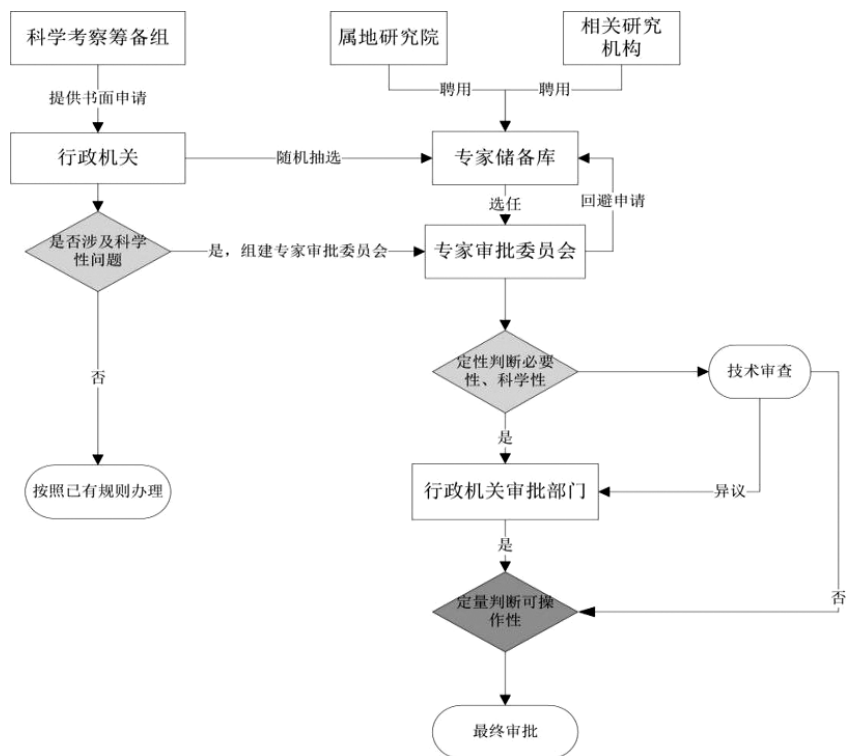 科学考察筹备组
属地研究院
相关研究
机构
提供书面申请
聘用
聘用
行政机关
随机抽选
专家储备库
选任
回避申请
是否涉及科学
性问题
是，组建专家审批委员会
专家审批委员会
定性判断必要
性、科学性
技术审查
否
是
按照已有规则办理
行政机关审批部门
异议
是
定量判断可操
作性
否
最终审批